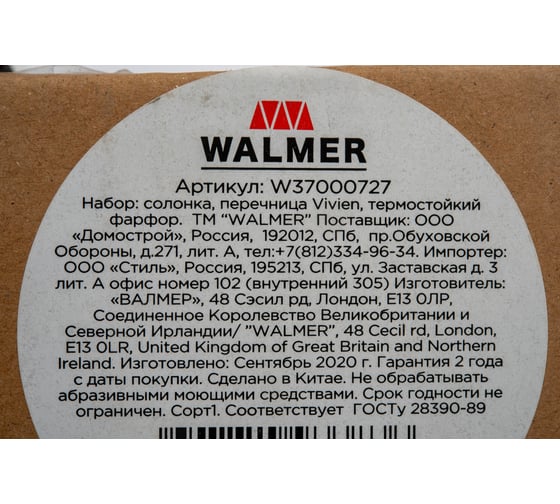 WALMER
Артикул: W37000727
Набор: солонка, перечница Vivien, термостойкий
фарфор. ТМ “WALMER” Поставщик: ООО
«Домострой», Россия, 192012, СПб, пр.Обуховской
Обороны, д.271, лит. А, тел:+7(812)334-96-34. Импортер:
ООО «Стиль», Россия, 195213, СПб, ул. Заставская д. 3
лит. А офис номер 102 (внутренний 305) Изготовитель:
«ВАЛМЕР», 48 Сэсил рд, Лондон, Е13 ОЛР,
Соединенное Королевство Великобритании и
Северной Ирландии/ "WALMER", 48 Cecil rd, London,
E13 0LR, United Kingdom of Great Britain and Northern
Ireland. Изготовлено: Сентябрь 2020 г. Гарантия 2 года
с даты покупки. Сделано в Китае. Не обрабатывать
абразивными моющими средствами. Срок годности не
ограничен. Сорт1. Соответствует ГОСТу 28390-89